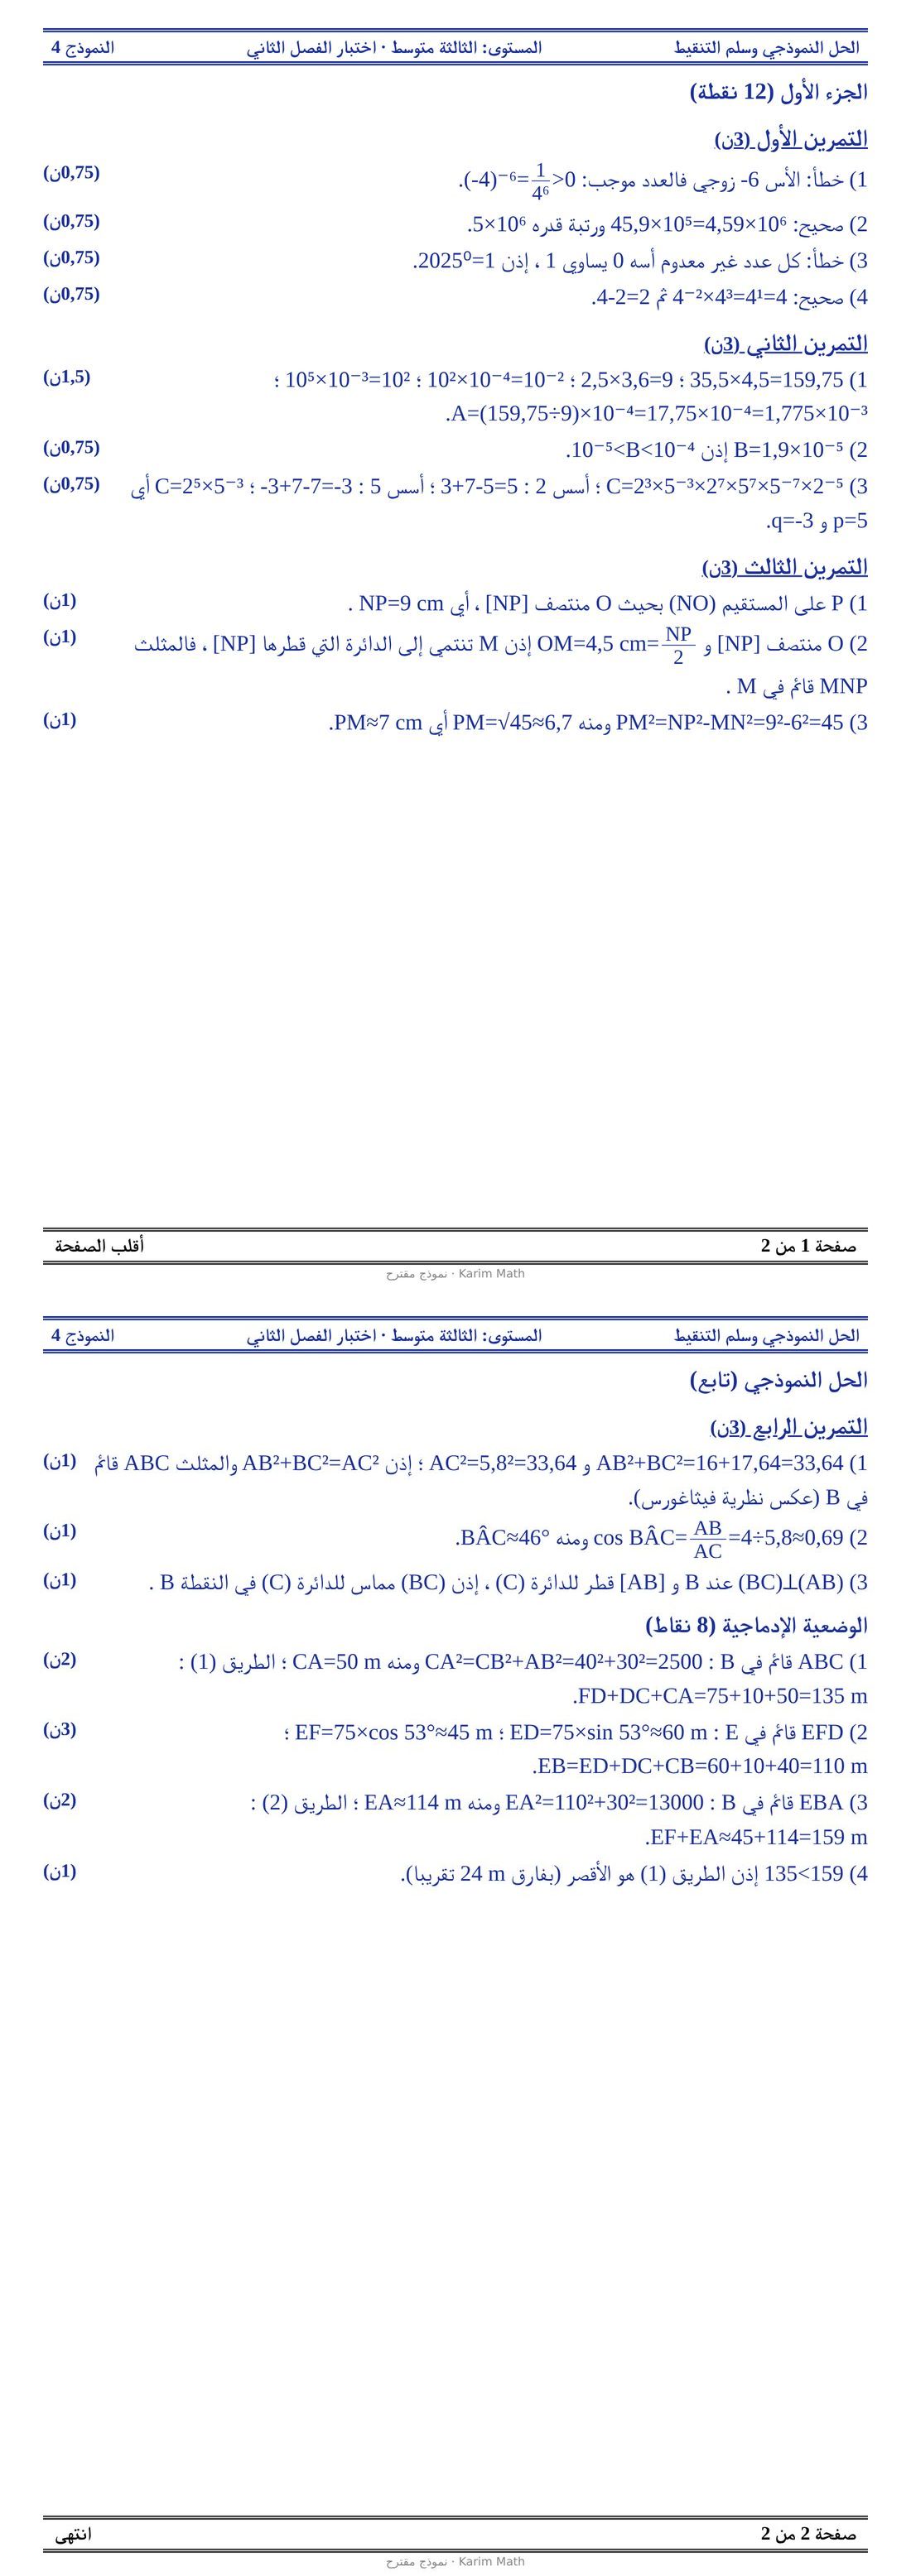 الحل النموذجي وسلم التنقيط المستوى: الثالثة متوسط · اختبار الفصل الثاني النموذج 4
الجزء الأول (12 نقطة)
التمرين الأول (3ن)
1) خطأ: الأس 6- زوجي فالعدد موجب: (-4)⁻⁶=1/4⁶>0. (0,75ن)
2) صحيح: 45,9×10⁵=4,59×10⁶ ورتبة قدره 5×10⁶. (0,75ن)
3) خطأ: كل عدد غير معدوم أسه 0 يساوي 1 ، إذن 2025⁰=1. (0,75ن)
4) صحيح: 4⁻²×4³=4¹=4 ثم 4-2=2. (0,75ن)
التمرين الثاني (3ن)
1) 35,5×4,5=159,75 ؛ 2,5×3,6=9 ؛ 10²×10⁻⁴=10⁻² ؛ 10⁵×10⁻³=10² ؛ (1,5ن)
A=(159,75÷9)×10⁻⁴=17,75×10⁻⁴=1,775×10⁻³.
2) B=1,9×10⁻⁵ إذن 10⁻⁵<B<10⁻⁴. (0,75ن)
3) C=2³×5⁻³×2⁷×5⁷×5⁻⁷×2⁻⁵ ؛ أسس 2 : 3+7-5=5 ؛ أسس 5 : -3+7-7=-3 ؛ C=2⁵×5⁻³ أي (0,75ن)
p=5 و q=-3.
التمرين الثالث (3ن)
1) P على المستقيم (NO) بحيث O منتصف [NP] ، أي NP=9 cm . (1ن)
2) O منتصف [NP] و OM=4,5 cm=NP/2 إذن M تنتمي إلى الدائرة التي قطرها [NP] ، فالمثلث (1ن)
MNP قائم في M .
3) PM²=NP²-MN²=9²-6²=45 ومنه PM=√45≈6,7 أي PM≈7 cm. (1ن)
صفحة 1 من 2 أقلب الصفحة
Karim Math · نموذج مقترح
الحل النموذجي وسلم التنقيط المستوى: الثالثة متوسط · اختبار الفصل الثاني النموذج 4
الحل النموذجي (تابع)
التمرين الرابع (3ن)
1) AB²+BC²=16+17,64=33,64 و AC²=5,8²=33,64 ؛ إذن AB²+BC²=AC² والمثلث ABC قائم (1ن)
في B (عكس نظرية فيثاغورس).
2) cos BÂC=AB/AC=4÷5,8≈0,69 ومنه BÂC≈46°. (1ن)
3) (AB)⊥(BC) عند B و [AB] قطر للدائرة (C) ، إذن (BC) مماس للدائرة (C) في النقطة B . (1ن)
الوضعية الإدماجية (8 نقاط)
1) ABC قائم في B : CA²=CB²+AB²=40²+30²=2500 ومنه CA=50 m ؛ الطريق (1) : (2ن)
FD+DC+CA=75+10+50=135 m.
2) EFD قائم في E : ED=75×sin 53°≈60 m ؛ EF=75×cos 53°≈45 m ؛ (3ن)
EB=ED+DC+CB=60+10+40=110 m.
3) EBA قائم في B : EA²=110²+30²=13000 ومنه EA≈114 m ؛ الطريق (2) : (2ن)
EF+EA≈45+114=159 m.
4) 135<159 إذن الطريق (1) هو الأقصر (بفارق 24 m تقريبا). (1ن)
صفحة 2 من 2 انتهى
Karim Math · نموذج مقترح